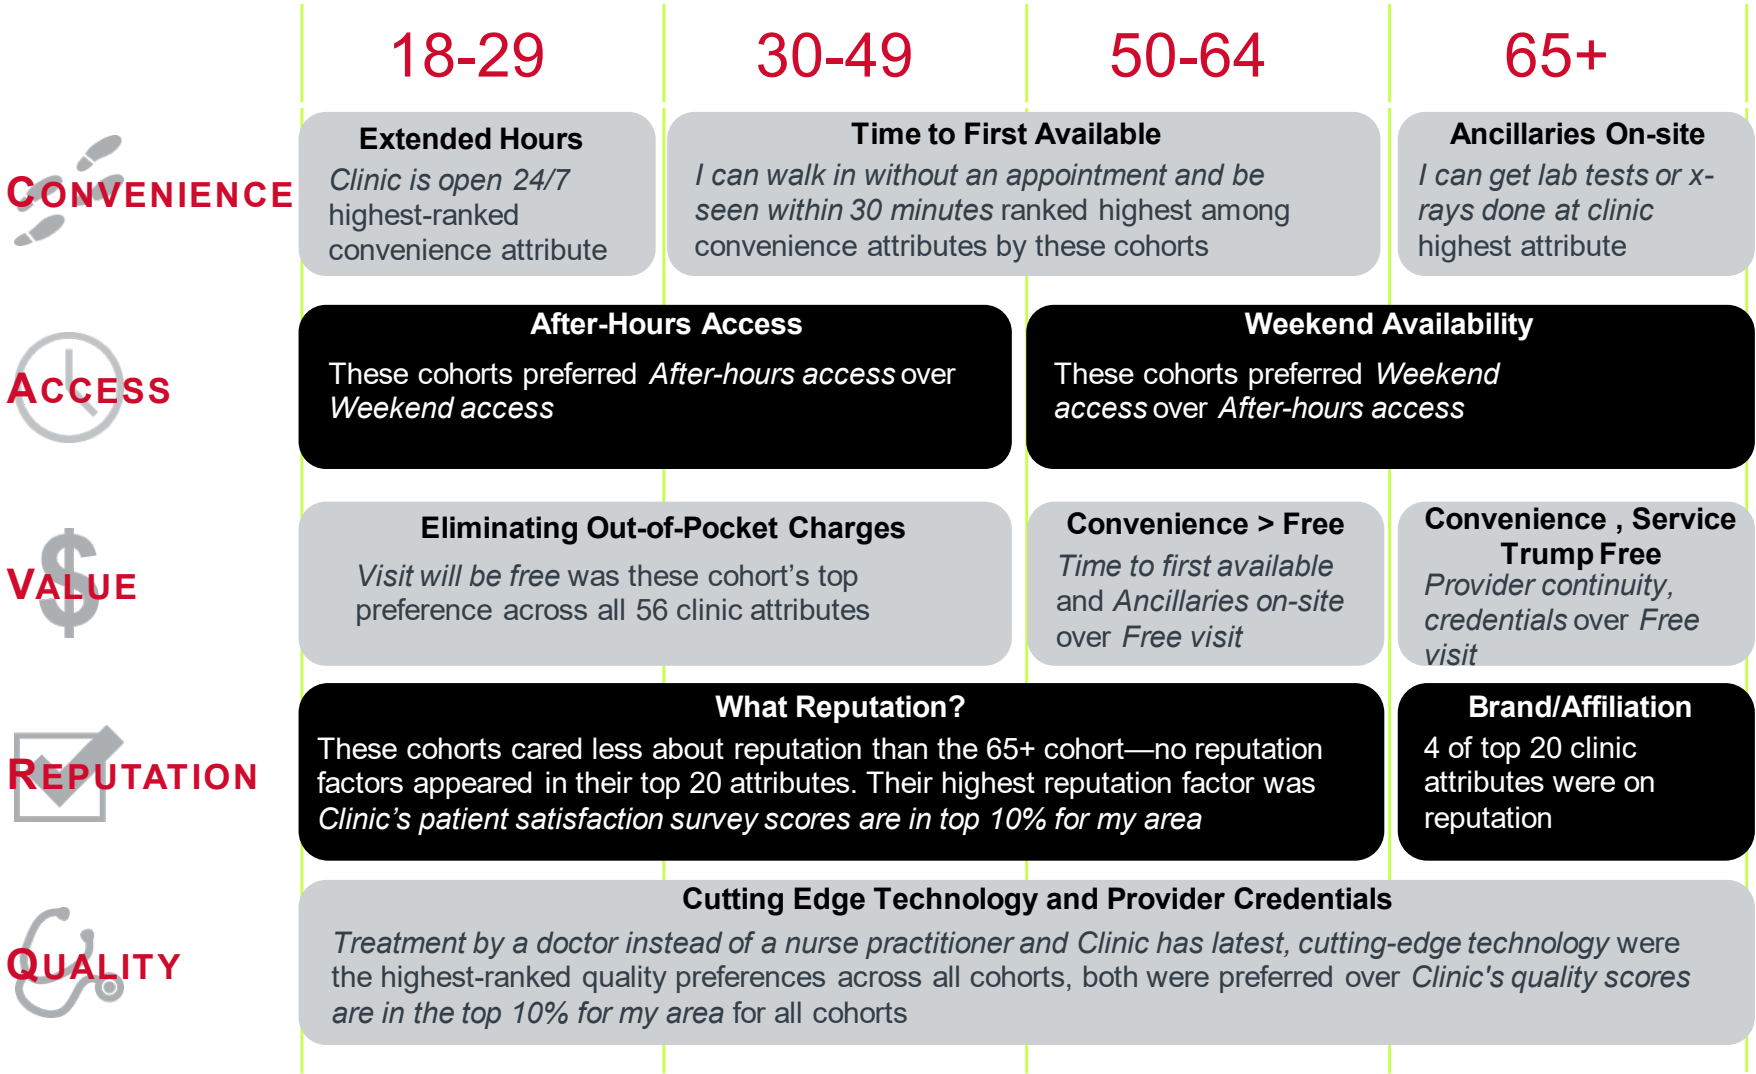 18-29
30-49
50-64
65+
CONVENIENCE
Extended Hours
Clinic is open 24/7
highest-ranked
convenience attribute
Time to First Available
I can walk in without an appointment and be
seen within 30 minutes ranked highest among
convenience attributes by these cohorts
Ancillaries On-site
I can get lab tests or x-
rays done at clinic
highest attribute
ACCESS
After-Hours Access
These cohorts preferred After-hours access over
Weekend access
Weekend Availability
These cohorts preferred Weekend
access over After-hours access
VALUE
Eliminating Out-of-Pocket Charges
Visit will be free was these cohort’s top
preference across all 56 clinic attributes
Convenience > Free
Time to first available
and Ancillaries on-site
over Free visit
Convenience , Service
Trump Free
Provider continuity,
credentials over Free
visit
REPUTATION
What Reputation?
These cohorts cared less about reputation than the 65+ cohort—no reputation
factors appeared in their top 20 attributes. Their highest reputation factor was
Clinic’s patient satisfaction survey scores are in top 10% for my area
Brand/Affiliation
4 of top 20 clinic
attributes were on
reputation
QUALITY
Cutting Edge Technology and Provider Credentials
Treatment by a doctor instead of a nurse practitioner and Clinic has latest, cutting-edge technology were
the highest-ranked quality preferences across all cohorts, both were preferred over Clinic's quality scores
are in the top 10% for my area for all cohorts